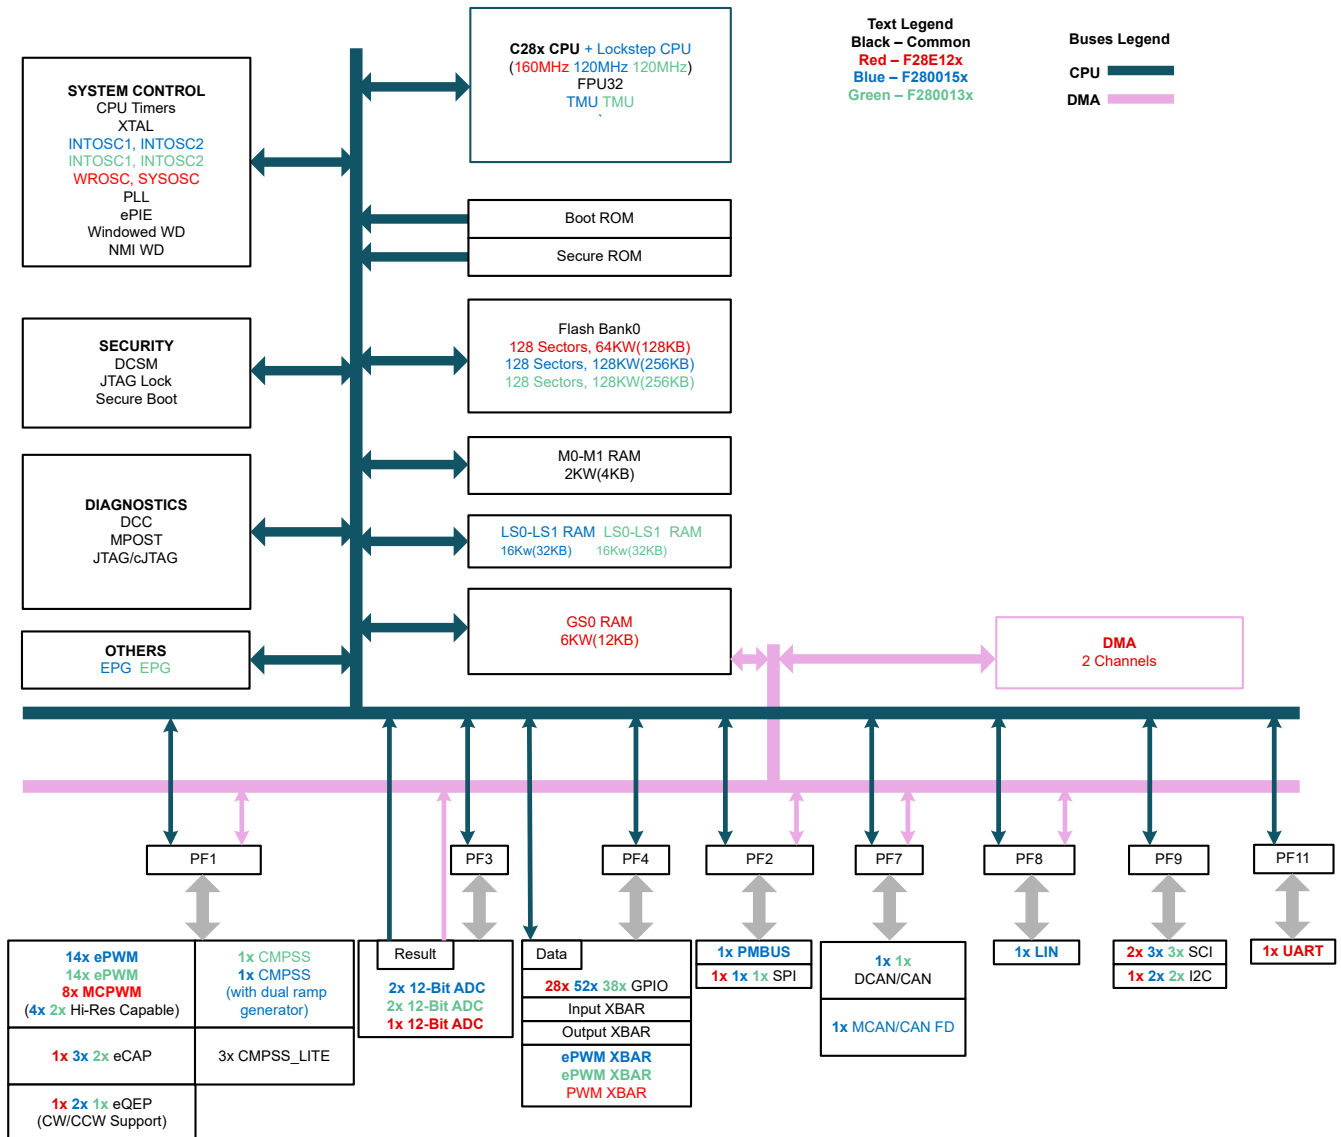 Text Legend
Black – Common
Red – F28E12x
Blue – F280015x
Green – F280013x
Buses Legend
CPU
DMA
C28x CPU + Lockstep CPU
(160MHz 120MHz 120MHz)
FPU32
TMU TMU
`
SYSTEM CONTROL
CPU Timers
XTAL
INTOSC1, INTOSC2
INTOSC1, INTOSC2
WROSC, SYSOSC
PLL
ePIE
Windowed WD
NMI WD
Boot ROM
Secure ROM
SECURITY
DCSM
JTAG Lock
Secure Boot
Flash Bank0
128 Sectors, 64KW(128KB)
128 Sectors, 128KW(256KB)
128 Sectors, 128KW(256KB)
DIAGNOSTICS
DCC
MPOST
JTAG/cJTAG
M0-M1 RAM
2KW(4KB)
LS0-LS1 RAM LS0-LS1 RAM
16Kw(32KB) 16Kw(32KB)
OTHERS
EPG EPG
GS0 RAM
6KW(12KB)
DMA
2 Channels
PF1
PF3
PF4
PF2
PF7
PF8
PF9
PF11
14x ePWM
14x ePWM
8x MCPWM
(4x 2x Hi-Res Capable)
1x CMPSS
1x CMPSS
(with dual ramp
generator)
1x 3x 2x eCAP
3x CMPSS_LITE
1x 2x 1x eQEP
(CW/CCW Support)
Result
2x 12-Bit ADC
2x 12-Bit ADC
1x 12-Bit ADC
Data
28x 52x 38x GPIO
Input XBAR
Output XBAR
ePWM XBAR
ePWM XBAR
PWM XBAR
1x PMBUS
1x 1x 1x SPI
1x 1x
DCAN/CAN
1x MCAN/CAN FD
1x LIN
2x 3x 3x SCI
1x 2x 2x I2C
1x UART